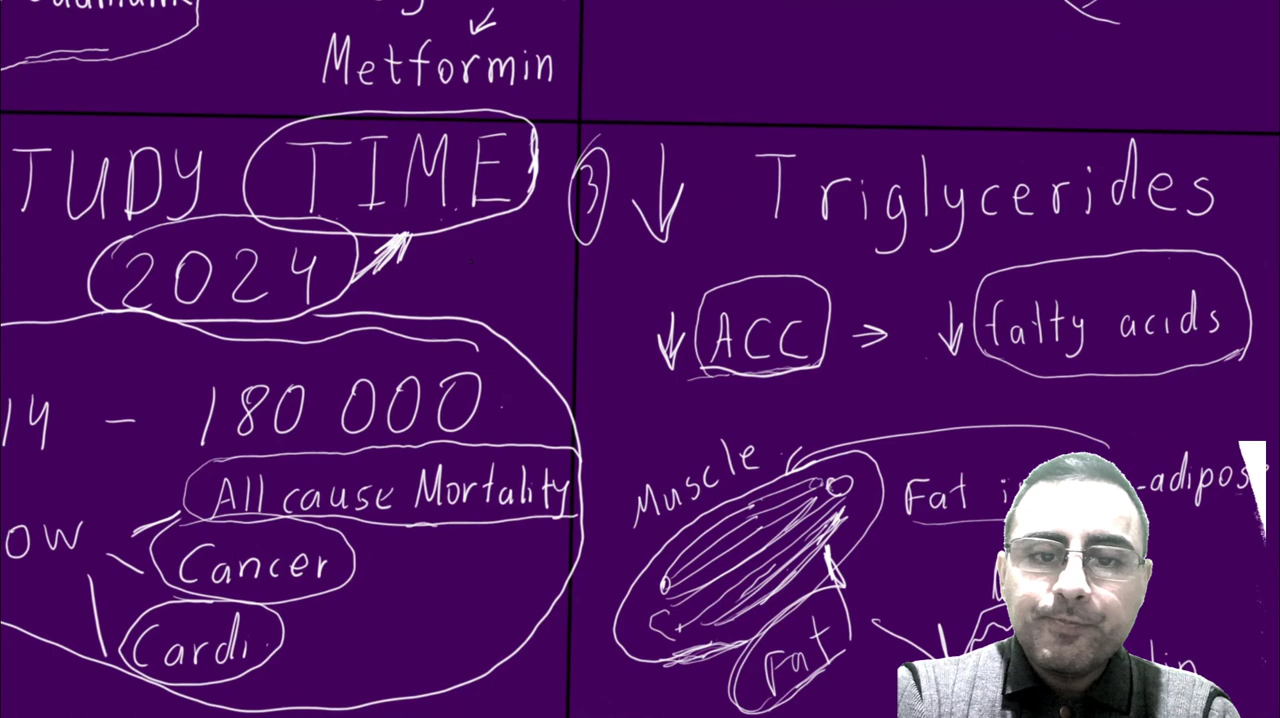 Metformin
TUDY TIME
2024
14 - 180 000
All cause Mortality
OW
Cancer
Cardi
3 ↓ Triglycerides
↓ ACC → ↓ fatty acids
Muscle
Fat
-adipos
Fat